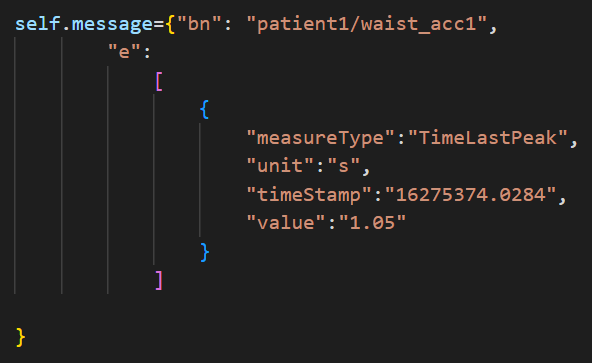 self.message={"bn": "patient1/waist_acc1",
"e":
[
{
"measureType":"TimeLastPeak",
"unit":"s",
"timeStamp":"16275374.0284",
"value":"1.05"
}
]
}